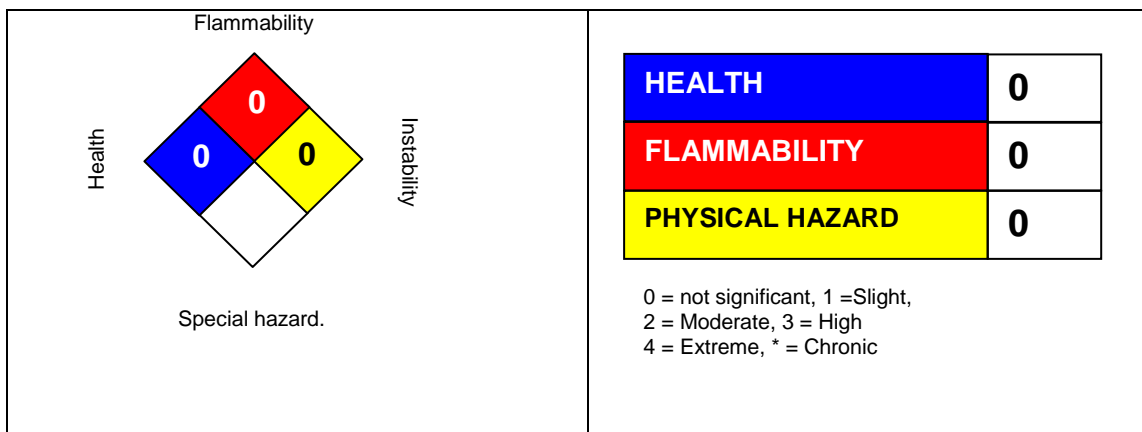 Flammability
0
Health
0
0
Instability
Special hazard.
HEALTH 0
FLAMMABILITY 0
PHYSICAL HAZARD 0
0 = not significant, 1 =Slight,
2 = Moderate, 3 = High
4 = Extreme, * = Chronic